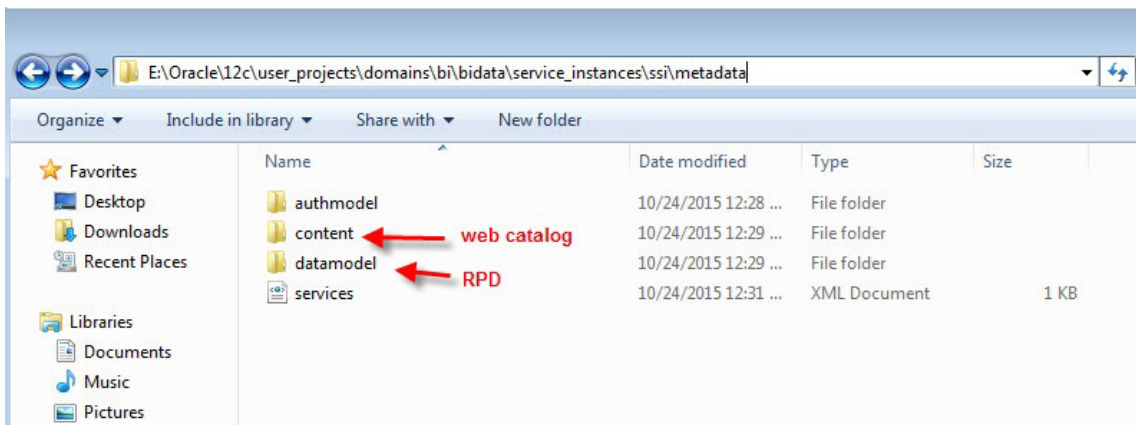 E:\Oracle\12c\user_projects\domains\bi\bidata\service_instances\ssi\metadata
Organize Include in library Share with New folder
Favorites
Desktop
Downloads
Recent Places
Libraries
Documents
Music
Pictures
Name Date modified Type Size
authmodel 10/24/2015 12:28 ... File folder
content web catalog 10/24/2015 12:29 ... File folder
datamodel RPD 10/24/2015 12:29 ... File folder
services 10/24/2015 12:31 ... XML Document 1 KB